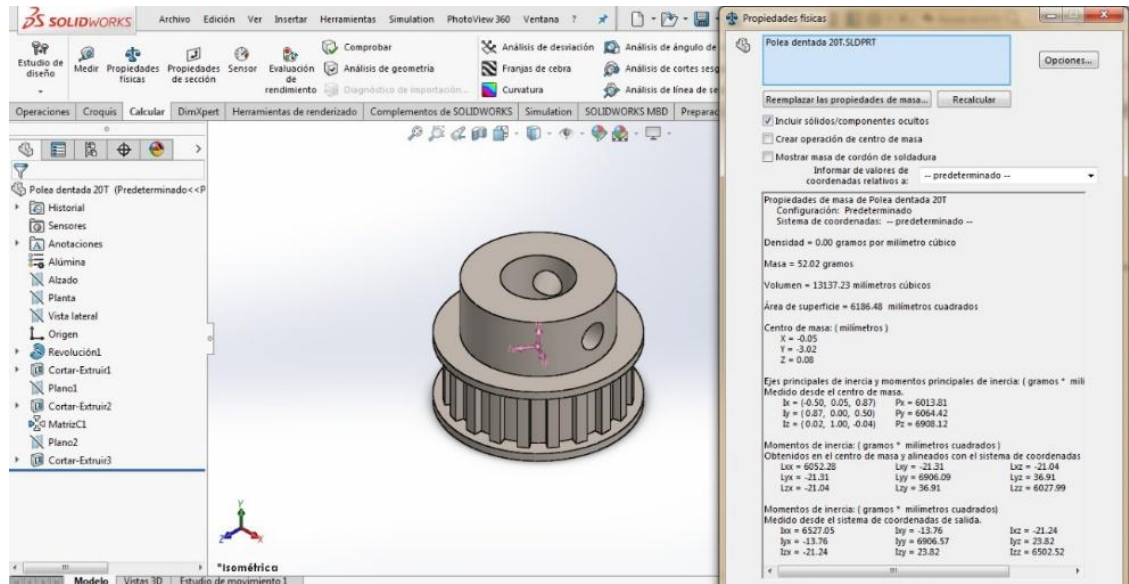 SOLIDWORKS Archivo Edición Ver Insertar Herramientas Simulation PhotoView 360 Ventana ?
Estudio de diseño
Medir
Propiedades físicas
Propiedades de sección
Sensor
Evaluación de rendimiento
Comprobar
Análisis de geometría
Diagnóstico de importación...
Análisis de desviación
Franjas de cebra
Curvatura
Análisis de ángulo de
Análisis de cortes sesg
Análisis de línea de se
Operaciones Croquis Calcular DimXpert Herramientas de renderizado Complementos de SOLIDWORKS Simulation SOLIDWORKS MBD Preparac
Polea dentada 20T (Predeterminado<<P
Historial
Sensores
Anotaciones
Alúmina
Alzado
Planta
Vista lateral
Origen
Revolución1
Cortar-Extruir1
Plano1
Cortar-Extruir2
MatrizC1
Plano2
Cortar-Extruir3
*Isométrica
Modelo Vistas 3D Estudio de movimiento 1
Propiedades físicas
Polea dentada 20T.SLDPRT
Opciones...
Reemplazar las propiedades de masa... Recalcular
Incluir sólidos/componentes ocultos
Crear operación de centro de masa
Mostrar masa de cordón de soldadura
Informar de valores de
coordenadas relativos a: -- predeterminado --
Propiedades de masa de Polea dentada 20T
Configuración: Predeterminado
Sistema de coordenadas: -- predeterminado --
Densidad = 0.00 gramos por milímetro cúbico
Masa = 52.02 gramos
Volumen = 13137.23 milímetros cúbicos
Área de superficie = 6186.48 milímetros cuadrados
Centro de masa: ( milímetros )
X = -0.05
Y = -3.02
Z = 0.08
Ejes principales de inercia y momentos principales de inercia: ( gramos * milí
Medido desde el centro de masa.
Ix = (-0.50, 0.05, 0.87) Px = 6013.81
Iy = ( 0.87, 0.00, 0.50) Py = 6064.42
Iz = ( 0.02, 1.00, -0.04) Pz = 6908.12
Momentos de inercia: ( gramos * milímetros cuadrados )
Obtenidos en el centro de masa y alineados con el sistema de coordenadas
Lxx = 6052.28 Lxy = -21.31 Lxz = -21.04
Lyx = -21.31 Lyy = 6906.09 Lyz = 36.91
Lzx = -21.04 Lzy = 36.91 Lzz = 6027.99
Momentos de inercia: ( gramos * milímetros cuadrados)
Medido desde el sistema de coordenadas de salida.
Ixx = 6527.05 Ixy = -13.76 Ixz = -21.24
Iyx = -13.76 Iyy = 6906.57 Iyz = 23.82
Izx = -21.24 Izy = 23.82 Izz = 6502.52